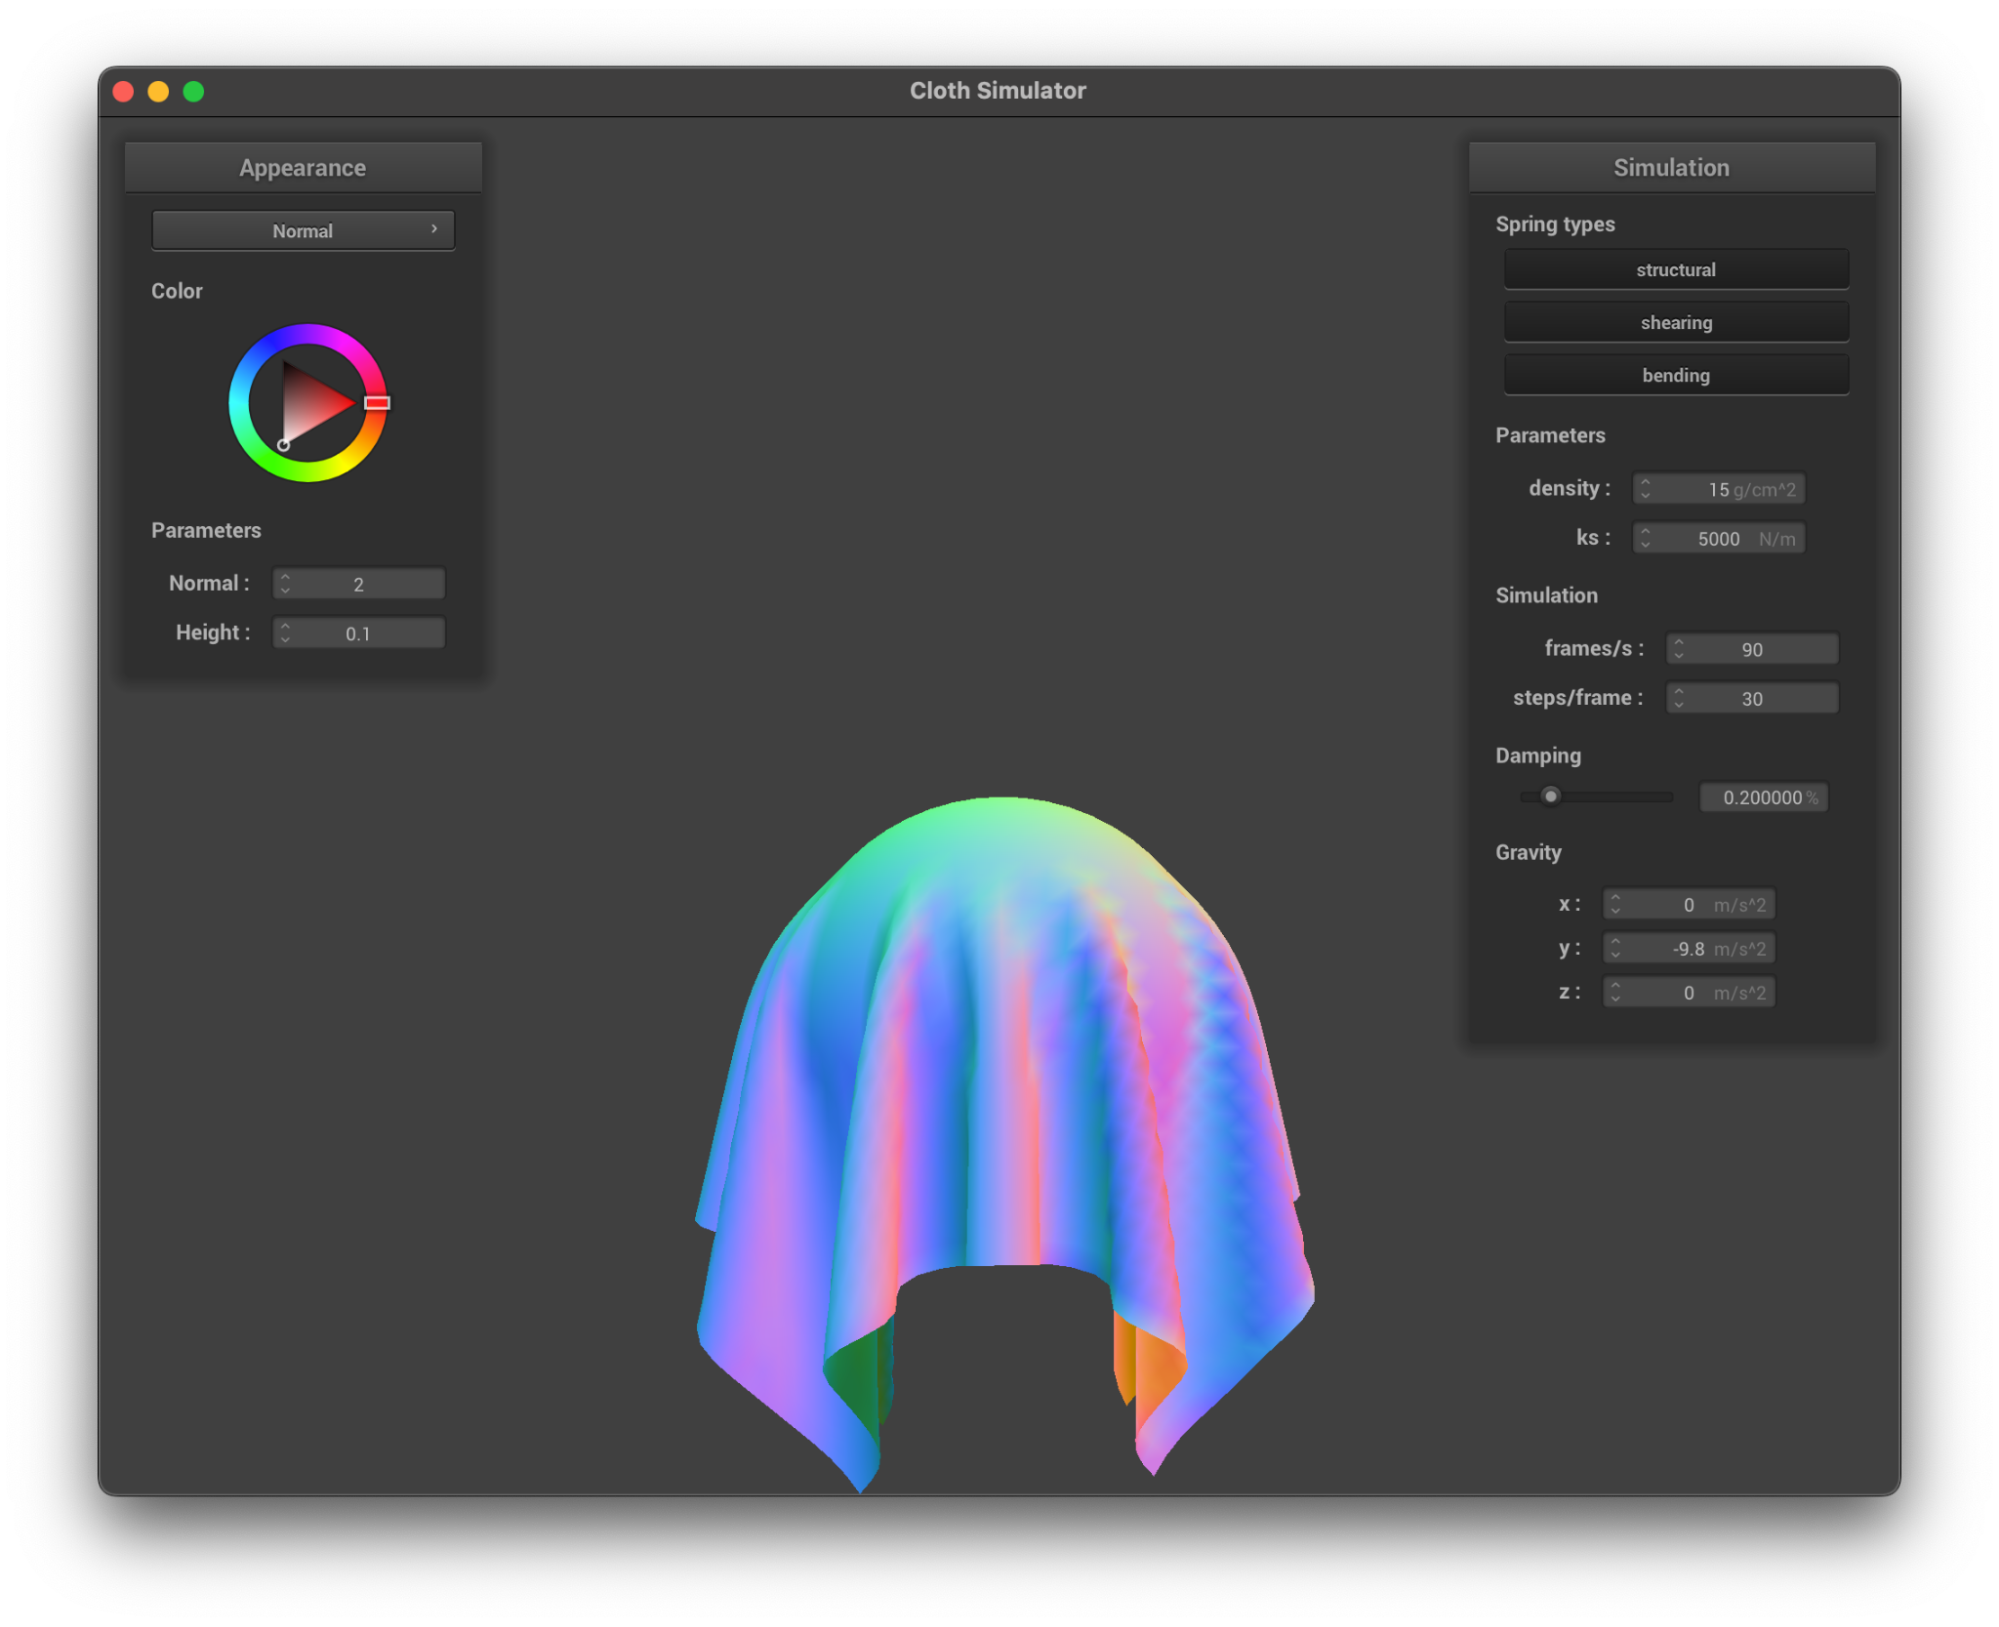 Cloth Simulator
Appearance
Normal
Color
Parameters
Normal : 2
Height : 0.1
Simulation
Spring types
structural
shearing
bending
Parameters
density : 15 g/cm^2
ks : 5000 N/m
Simulation
frames/s : 90
steps/frame : 30
Damping
0.200000 %
Gravity
x : 0 m/s^2
y : -9.8 m/s^2
z : 0 m/s^2